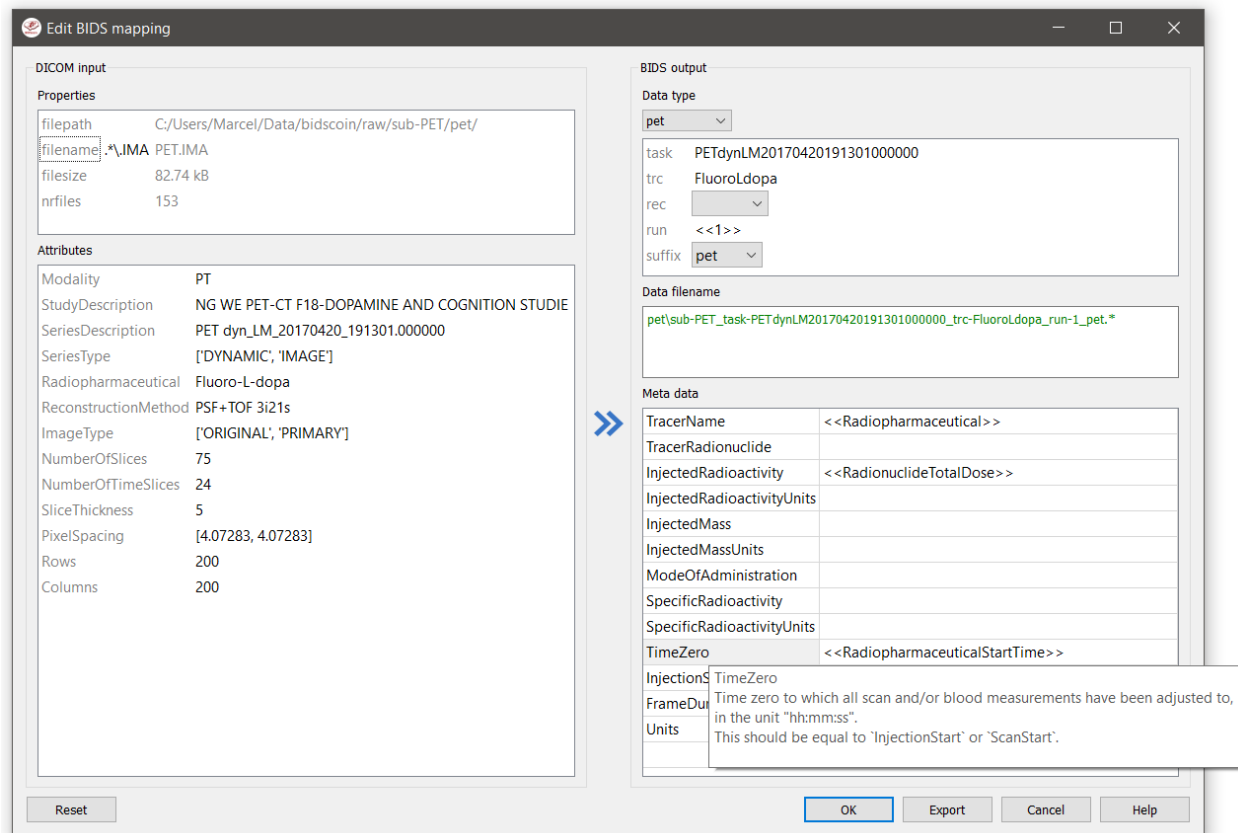 Edit BIDS mapping
DICOM input
Properties
filepath C:/Users/Marcel/Data/bidscoin/raw/sub-PET/pet/
filename .*\.IMA PET.IMA
filesize 82.74 kB
nrfiles 153
Attributes
Modality PT
StudyDescription NG WE PET-CT F18-DOPAMINE AND COGNITION STUDIE
SeriesDescription PET dyn_LM_20170420_191301.000000
SeriesType ['DYNAMIC', 'IMAGE']
Radiopharmaceutical Fluoro-L-dopa
ReconstructionMethod PSF+TOF 3i21s
ImageType ['ORIGINAL', 'PRIMARY']
NumberOfSlices 75
NumberOfTimeSlices 24
SliceThickness 5
PixelSpacing [4.07283, 4.07283]
Rows 200
Columns 200
Reset
BIDS output
Data type
pet
task PETdynLM20170420191301000000
trc FluoroLdopa
rec
run <<1>>
suffix pet
Data filename
pet\sub-PET_task-PETdynLM20170420191301000000_trc-FluoroLdopa_run-1_pet.*
Meta data
TracerName <<Radiopharmaceutical>>
TracerRadionuclide
InjectedRadioactivity <<RadionuclideTotalDose>>
InjectedRadioactivityUnits
InjectedMass
InjectedMassUnits
ModeOfAdministration
SpecificRadioactivity
SpecificRadioactivityUnits
TimeZero <<RadiopharmaceuticalStartTime>>
InjectionS
FrameDur
Units
TimeZero
Time zero to which all scan and/or blood measurements have been adjusted to,
in the unit "hh:mm:ss".
This should be equal to `InjectionStart` or `ScanStart`.
OK Export Cancel Help